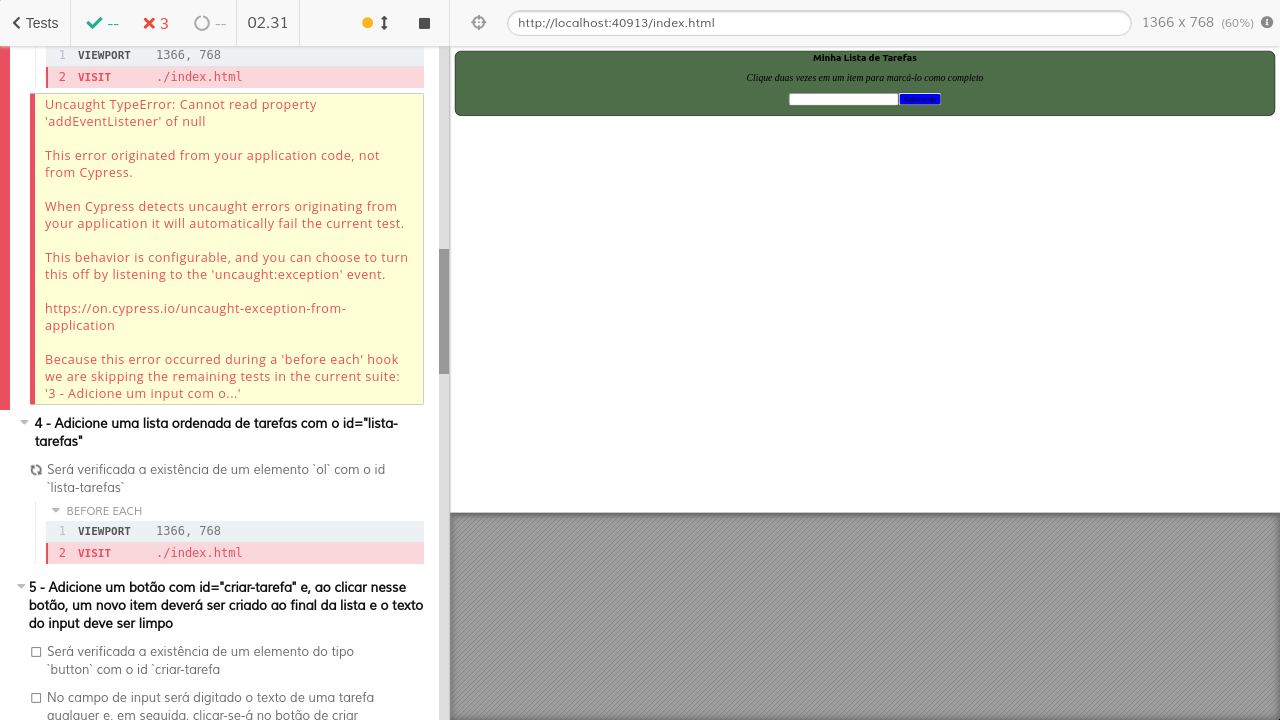 Tests
--
3
--
02.31
http://localhost:40913/index.html
1366 x 768 (60%)
1 VIEWPORT 1366, 768
2 VISIT ./index.html
Uncaught TypeError: Cannot read property
'addEventListener' of null
This error originated from your application code, not
from Cypress.
When Cypress detects uncaught errors originating from
your application it will automatically fail the current test.
This behavior is configurable, and you can choose to turn
this off by listening to the 'uncaught:exception' event.
https://on.cypress.io/uncaught-exception-from-
application
Because this error occurred during a 'before each' hook
we are skipping the remaining tests in the current suite:
'3 - Adicione um input com o...'
4 - Adicione uma lista ordenada de tarefas com o id="lista-
tarefas"
Será verificada a existência de um elemento `ol` com o id
`lista-tarefas`
BEFORE EACH
1 VIEWPORT 1366, 768
2 VISIT ./index.html
5 - Adicione um botão com id="criar-tarefa" e, ao clicar nesse
botão, um novo item deverá ser criado ao final da lista e o texto
do input deve ser limpo
Será verificada a existência de um elemento do tipo
`button` com o id `criar-tarefa
No campo de input será digitado o texto de uma tarefa
qualquer e, em seguida, clicar-se-á no botão de criar
Minha Lista de Tarefas
Clique duas vezes em um item para marcá-lo como completo